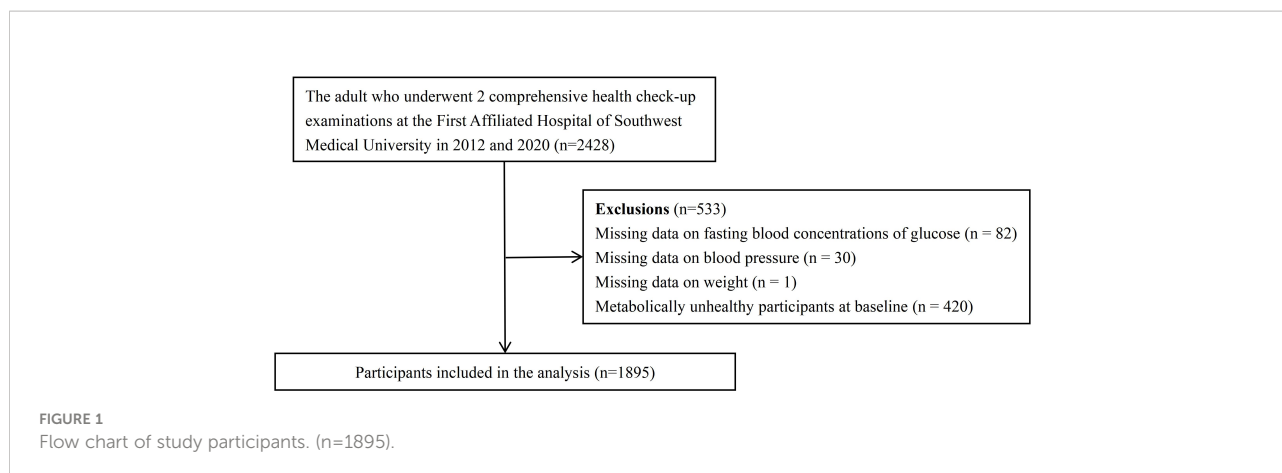 The adult who underwent 2 comprehensive health check-up
examinations at the First Affiliated Hospital of Southwest
Medical University in 2012 and 2020 (n=2428)
Exclusions (n=533)
Missing data on fasting blood concentrations of glucose (n = 82)
Missing data on blood pressure (n = 30)
Missing data on weight (n = 1)
Metabolically unhealthy participants at baseline (n = 420)
Participants included in the analysis (n=1895)
FIGURE 1
Flow chart of study participants. (n=1895).